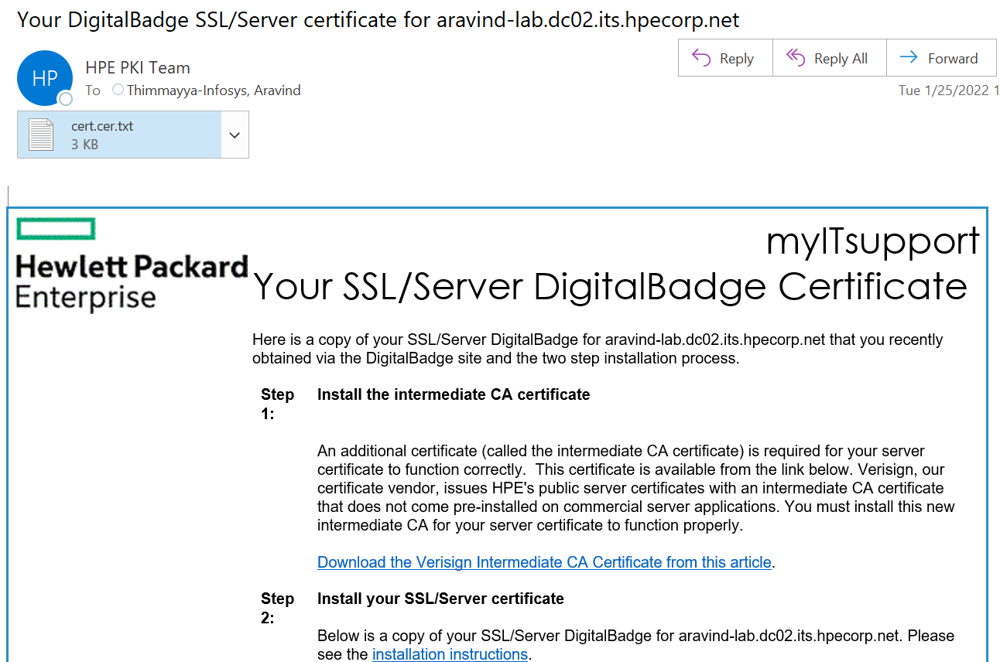 Your DigitalBadge SSL/Server certificate for aravind-lab.dc02.its.hpecorp.net
HP
HPE PKI Team
To Thimmayya-Infosys, Aravind
Reply
Reply All
Forward
Tue 1/25/2022 1
cert.cer.txt
3 KB
Hewlett Packard
Enterprise
myITsupport
Your SSL/Server DigitalBadge Certificate
Here is a copy of your SSL/Server DigitalBadge for aravind-lab.dc02.its.hpecorp.net that you recently
obtained via the DigitalBadge site and the two step installation process.
Step
1:
Install the intermediate CA certificate
An additional certificate (called the intermediate CA certificate) is required for your server
certificate to function correctly.  This certificate is available from the link below. Verisign, our
certificate vendor, issues HPE's public server certificates with an intermediate CA certificate
that does not come pre-installed on commercial server applications. You must install this new
intermediate CA for your server certificate to function properly.
Download the Verisign Intermediate CA Certificate from this article.
Step
2:
Install your SSL/Server certificate
Below is a copy of your SSL/Server DigitalBadge for aravind-lab.dc02.its.hpecorp.net. Please
see the installation instructions.